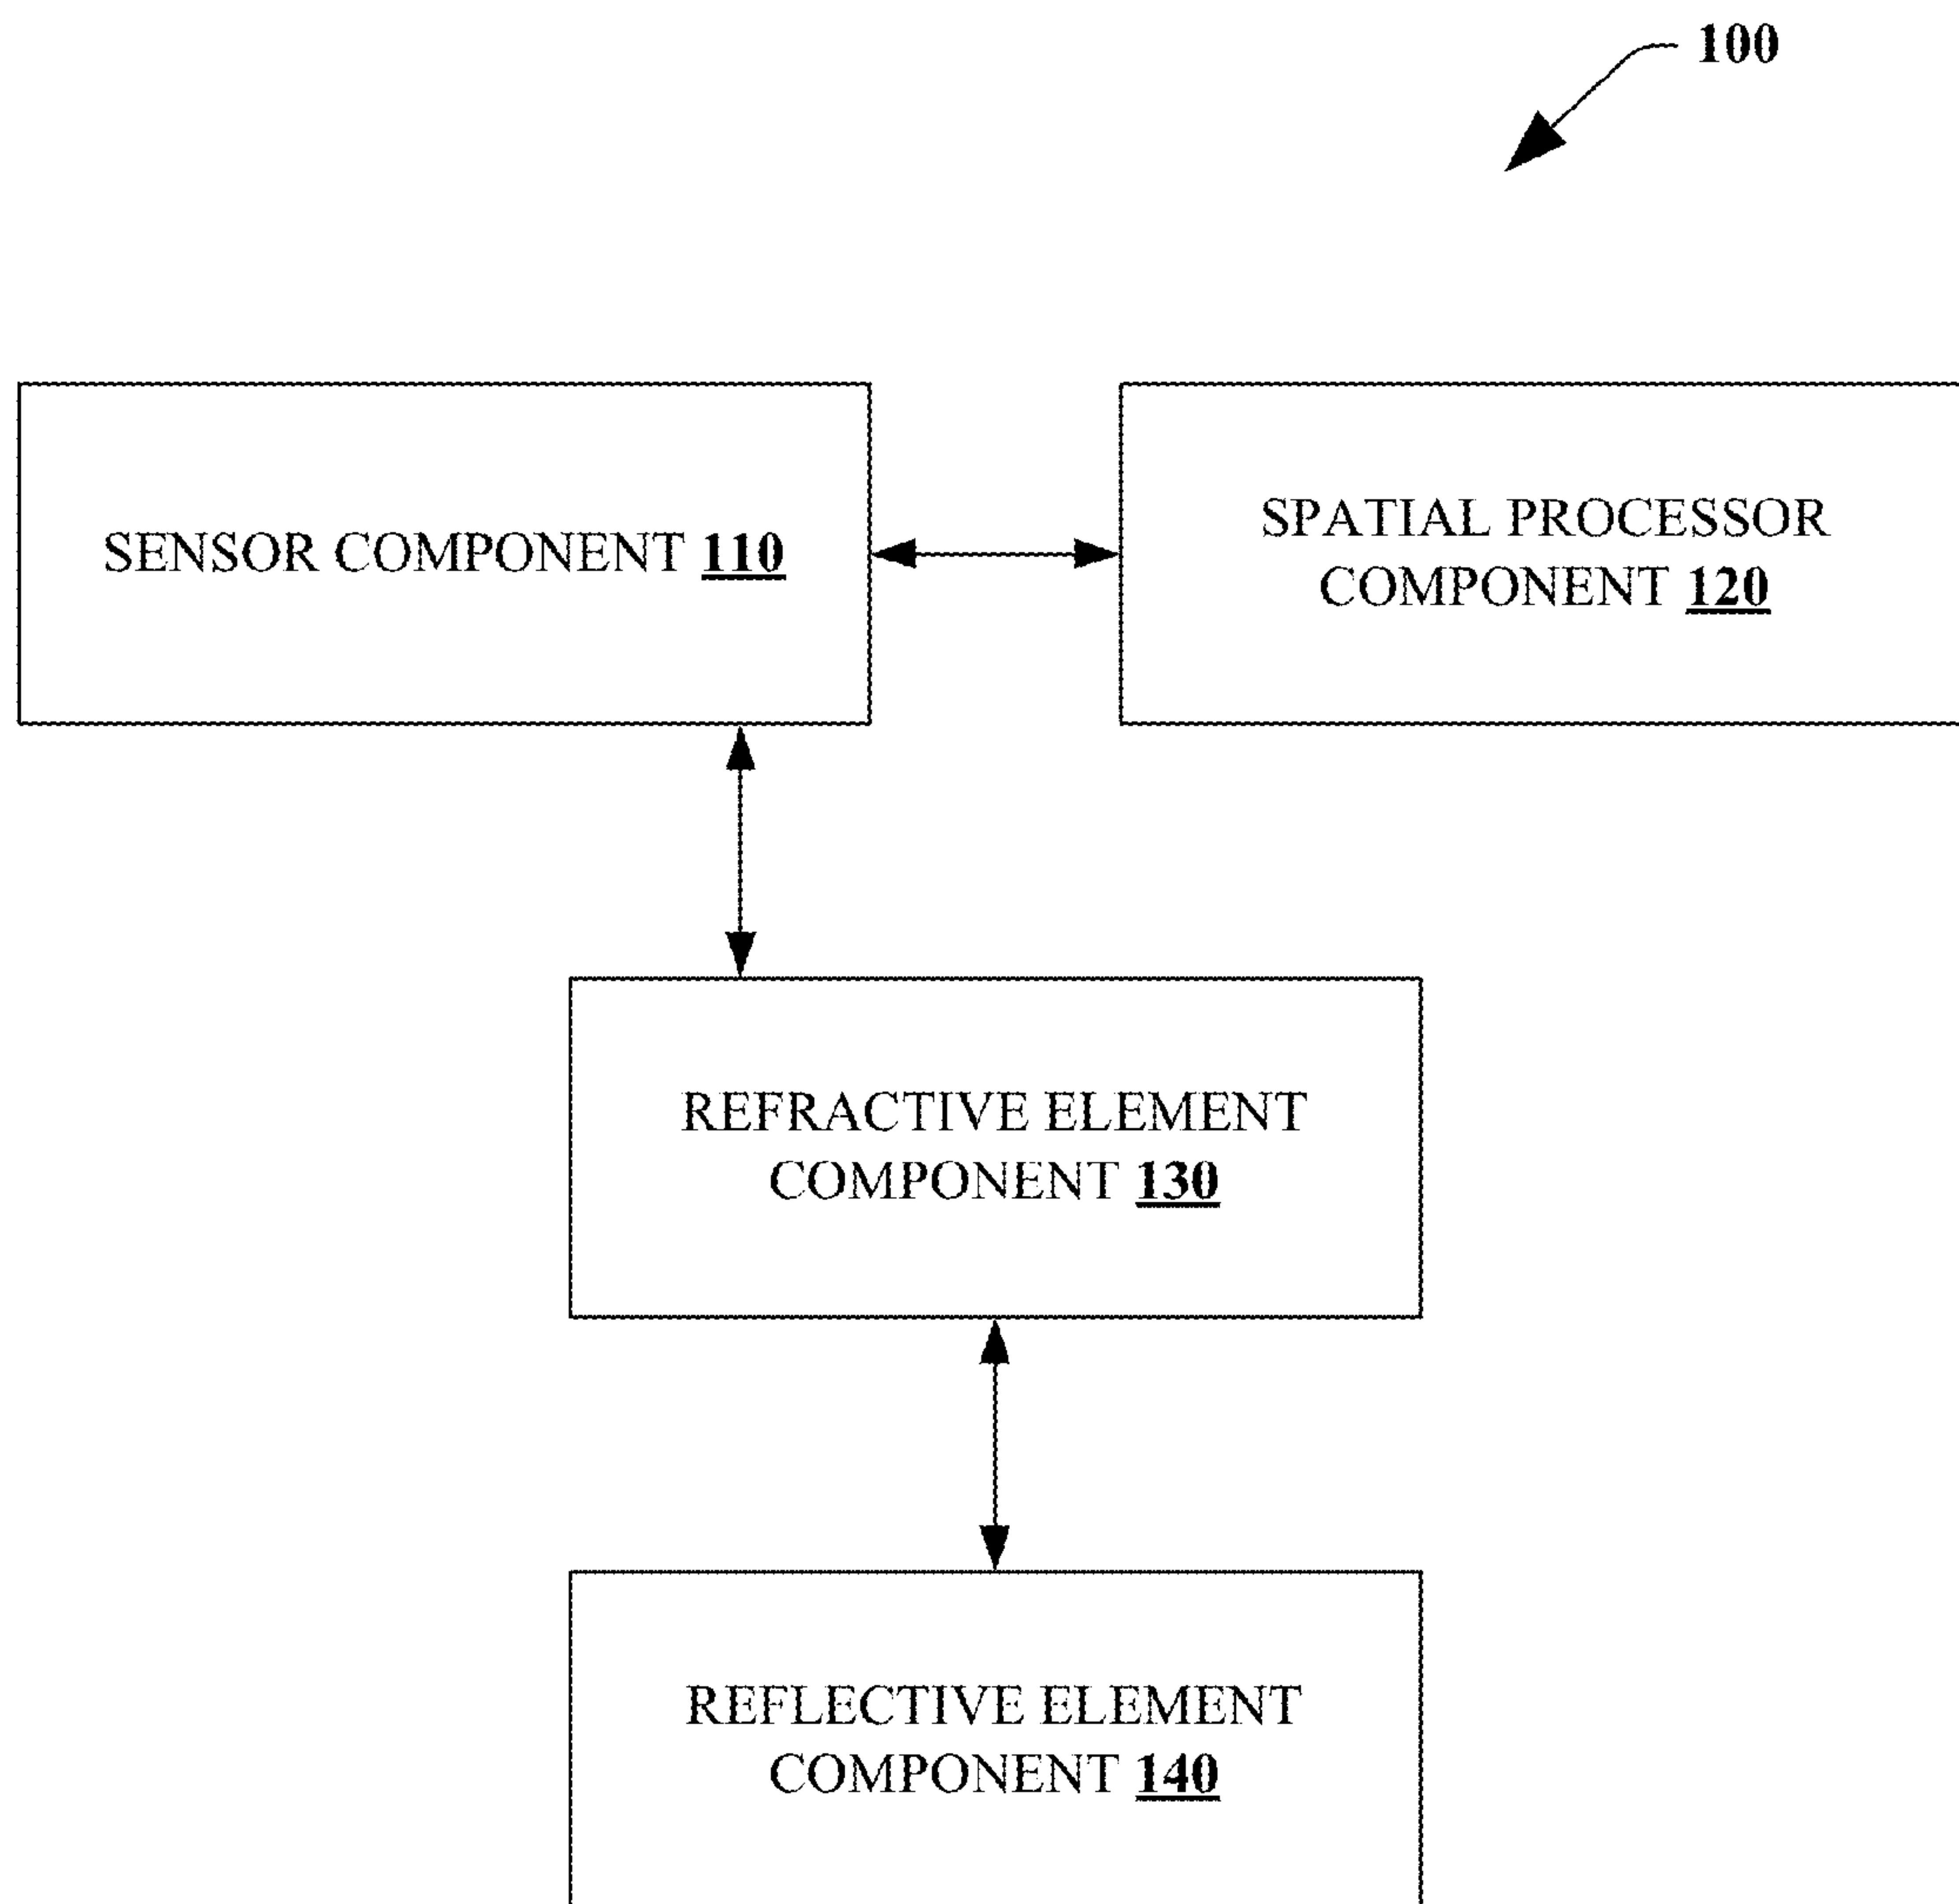 100
SENSOR COMPONENT 110
SPATIAL PROCESSOR
COMPONENT 120
REFRACTIVE ELEMENT
COMPONENT 130
REFLECTIVE ELEMENT
COMPONENT 140